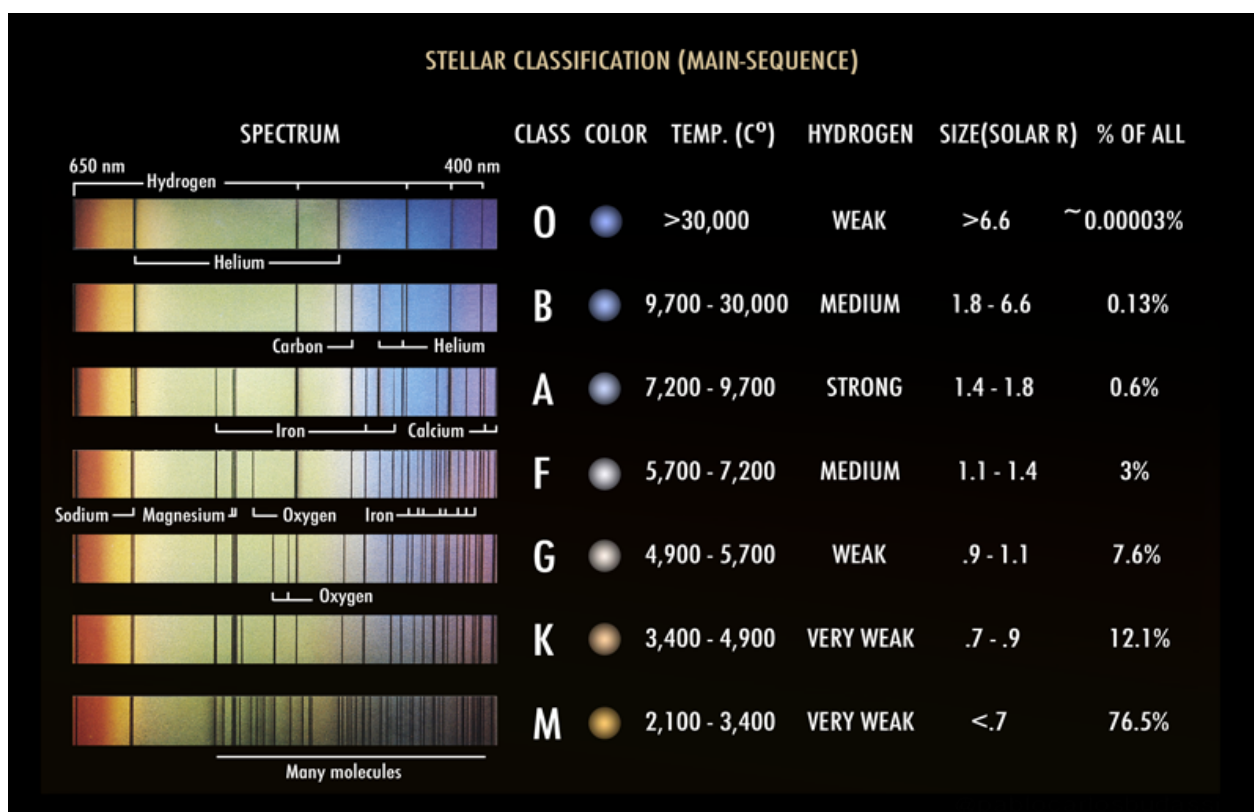 STELLAR CLASSIFICATION (MAIN-SEQUENCE)
SPECTRUM CLASS COLOR TEMP. (C°) HYDROGEN SIZE(SOLAR R) % OF ALL
650 nm 400 nm
Hydrogen
O >30,000 WEAK >6.6 ~0.00003%
Helium
B 9,700 - 30,000 MEDIUM 1.8 - 6.6 0.13%
Carbon Helium
A 7,200 - 9,700 STRONG 1.4 - 1.8 0.6%
Iron Calcium
F 5,700 - 7,200 MEDIUM 1.1 - 1.4 3%
Sodium Magnesium Oxygen Iron
G 4,900 - 5,700 WEAK .9 - 1.1 7.6%
Oxygen
K 3,400 - 4,900 VERY WEAK .7 - .9 12.1%
M 2,100 - 3,400 VERY WEAK <.7 76.5%
Many molecules